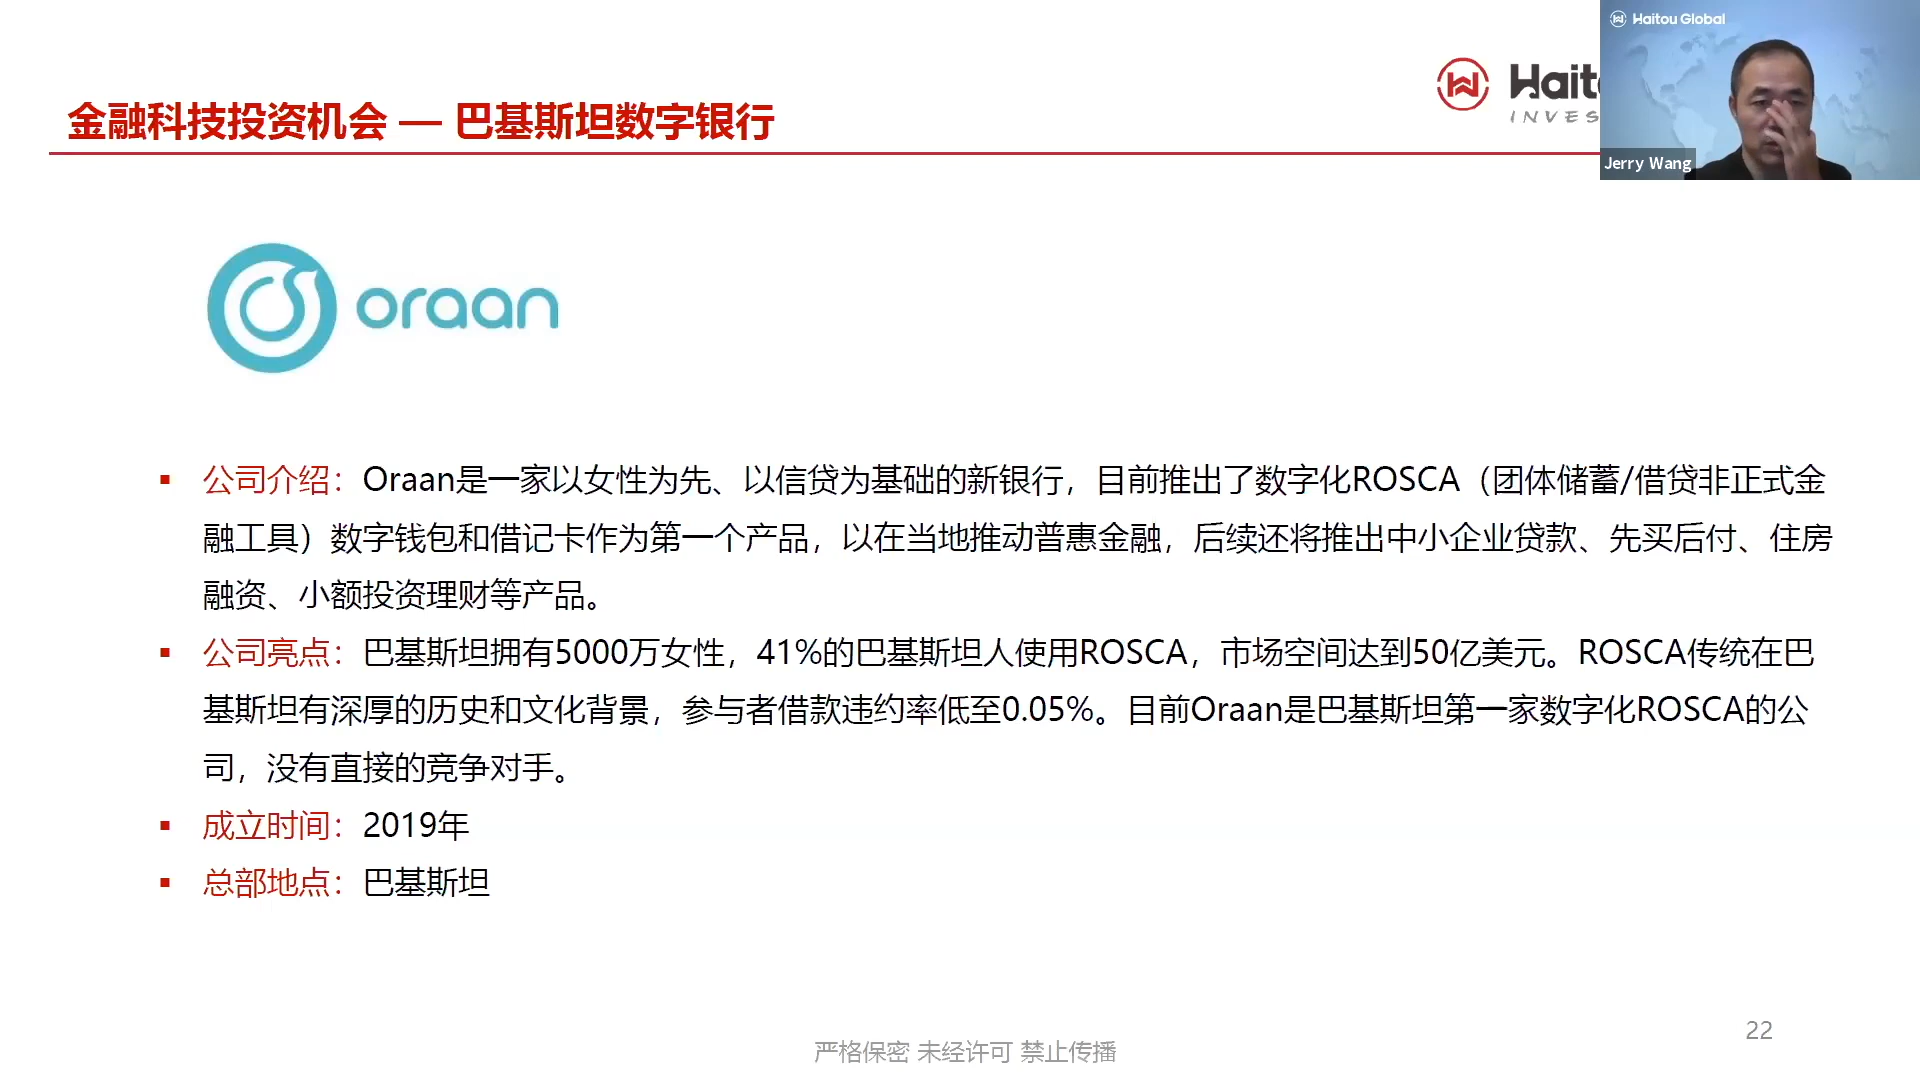 Haitou Global
金融科技投资机会 — 巴基斯坦数字银行
Jerry Wang
oraan
公司介绍：Oraan是一家以女性为先、以信贷为基础的新银行，目前推出了数字化ROSCA（团体储蓄/借贷非正式金
融工具）数字钱包和借记卡作为第一个产品，以在当地推动普惠金融，后续还将推出中小企业贷款、先买后付、住房
融资、小额投资理财等产品。
公司亮点：巴基斯坦拥有5000万女性，41%的巴基斯坦人使用ROSCA，市场空间达到50亿美元。ROSCA传统在巴
基斯坦有深厚的历史和文化背景，参与者借款违约率低至0.05%。目前Oraan是巴基斯坦第一家数字化ROSCA的公
司，没有直接的竞争对手。
成立时间：2019年
总部地点：巴基斯坦
22
严格保密 未经许可 禁止传播